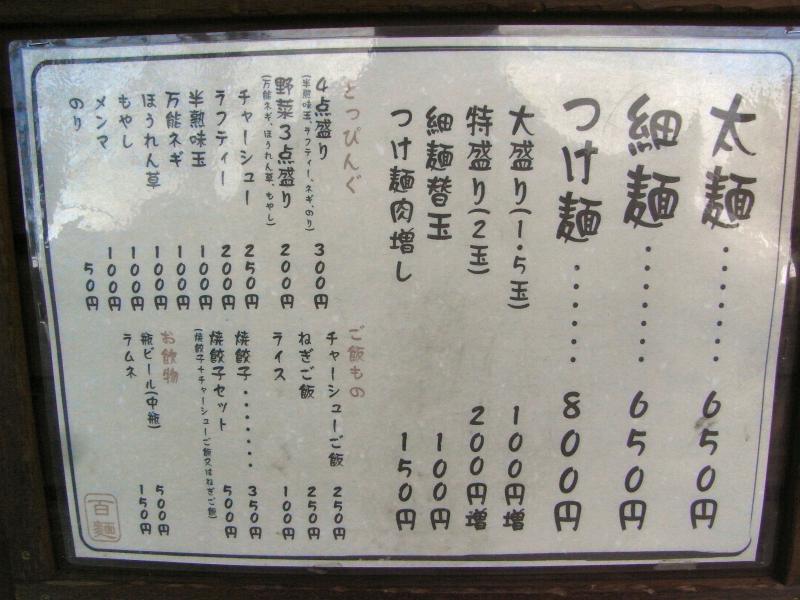 太麺・・・・・・・・650円
細麺・・・・・・・・650円
つけ麺・・・・・・・800円
大盛り(1.5玉) 100円増
特盛り(2玉) 200円増
細麺替玉 100円
つけ麺肉増し 150円
とっぴんぐ
4点盛り 300円
(半熟味玉、ラフティー、ネギ、のり)
野菜3点盛り 200円
(万能ネギ、ほうれん草、もやし)
チャーシュー 250円
ラフティー 200円
半熟味玉 100円
万能ネギ 100円
ほうれん草 100円
もやし 100円
メンマ 100円
のり 50円
ご飯もの
チャーシューご飯 250円
ねぎご飯 250円
ライス 100円
焼餃子・・・・・・・・350円
焼餃子セット 500円
(焼餃子+チャーシューご飯又はねぎご飯)
お飲物
瓶ビール(中瓶) 500円
ラムネ 150円
百麺